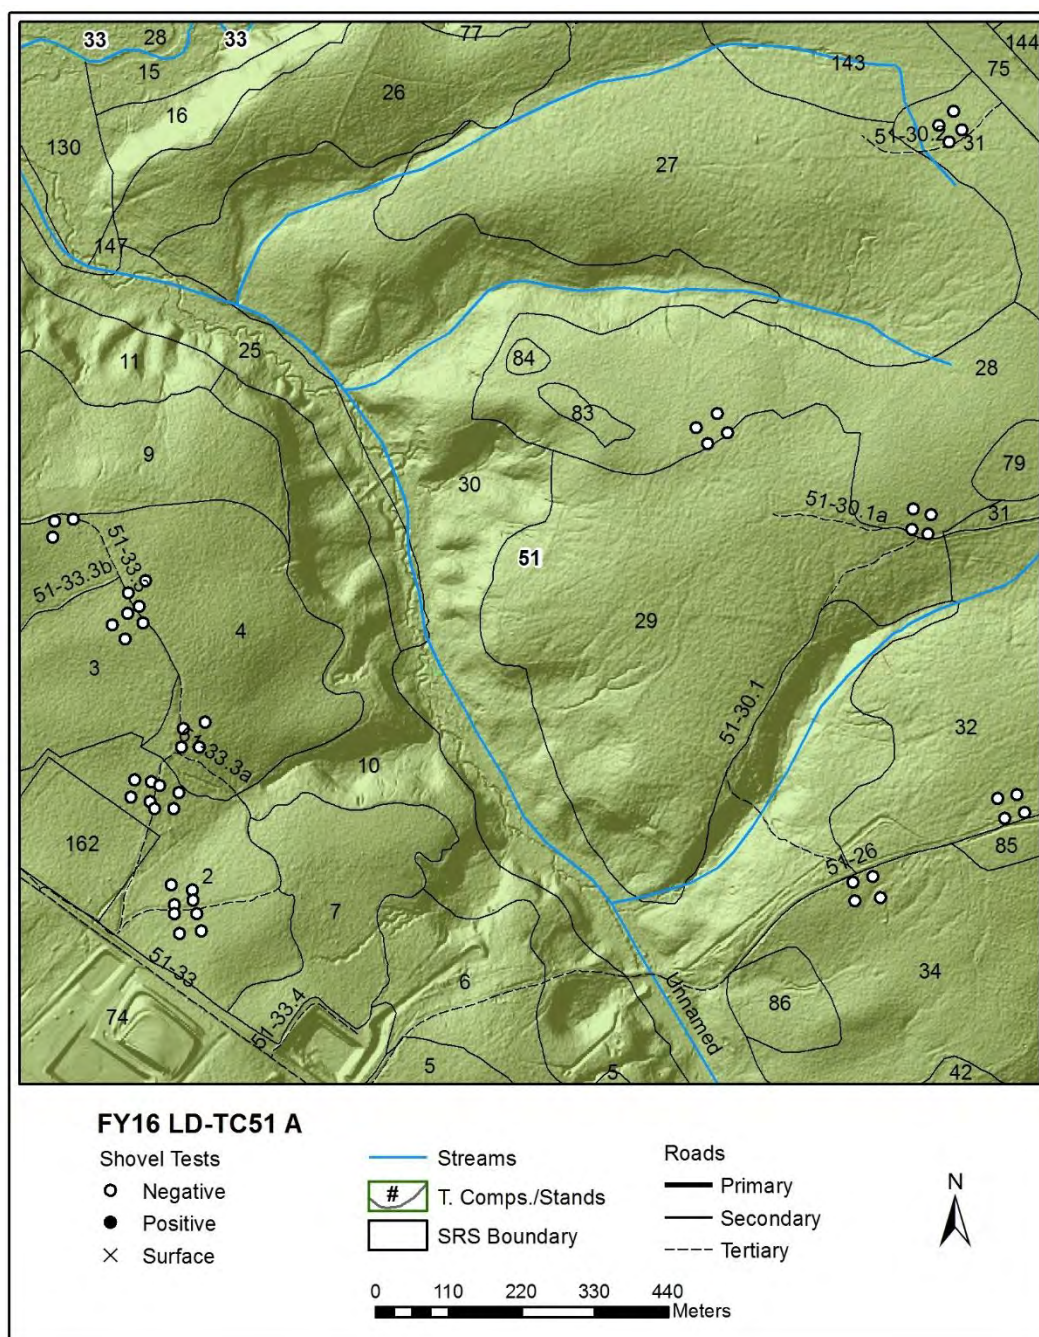 33 28 33 77 144
15 143 75
26
16
51-30.2 31
130 27
147
25
11 84 28
83
9 79
30
51-30.1a 31
51-33.3
51
51-33.3b
4 29
3
51-30.1
32
51-33.3a
10
162 85
51-26
2
7
51-33 34
6
Unnamed 86
74 51-33.4
5 5 42
FY16 LD-TC51 A
Shovel Tests
Negative
Positive
Surface
Streams
# T. Comps./Stands
SRS Boundary
Roads
Primary
Secondary
Tertiary
N
0 110 220 330 440
Meters